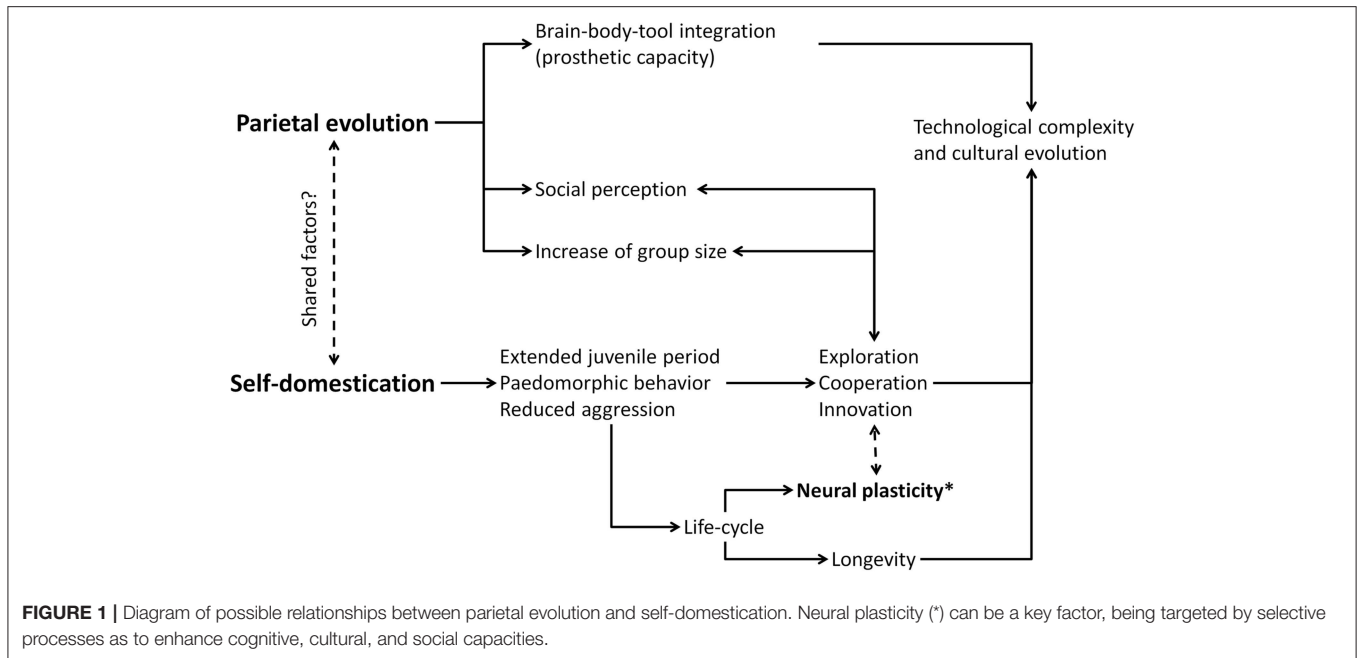 Brain-body-tool integration
(prosthetic capacity)
Parietal evolution
Technological complexity
and cultural evolution
Social perception
Shared factors?
Increase of group size
Extended juvenile period
Paedomorphic behavior
Reduced aggression
Exploration
Cooperation
Innovation
Self-domestication
Neural plasticity*
Life-cycle
Longevity
FIGURE 1 | Diagram of possible relationships between parietal evolution and self-domestication. Neural plasticity (*) can be a key factor, being targeted by selective
processes as to enhance cognitive, cultural, and social capacities.